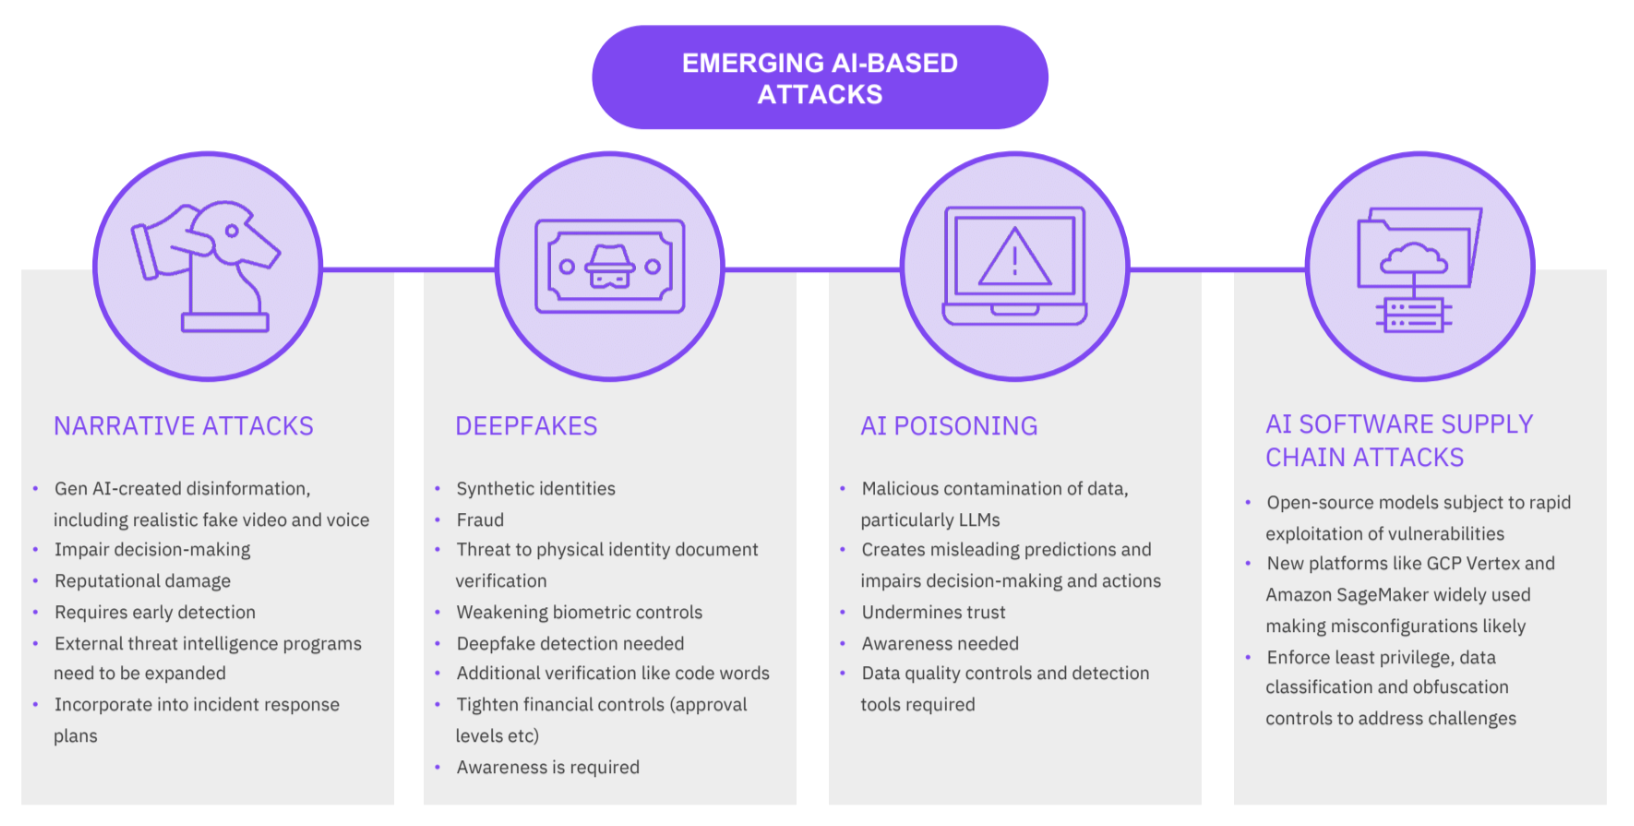 EMERGING AI-BASED
ATTACKS
NARRATIVE ATTACKS
• Gen AI-created disinformation,
including realistic fake video and voice
• Impair decision-making
• Reputational damage
• Requires early detection
• External threat intelligence programs
need to be expanded
• Incorporate into incident response
plans
DEEPFAKES
• Synthetic identities
• Fraud
• Threat to physical identity document
verification
• Weakening biometric controls
• Deepfake detection needed
• Additional verification like code words
• Tighten financial controls (approval
levels etc)
• Awareness is required
AI POISONING
• Malicious contamination of data,
particularly LLMs
• Creates misleading predictions and
impairs decision-making and actions
• Undermines trust
• Awareness needed
• Data quality controls and detection
tools required
AI SOFTWARE SUPPLY
CHAIN ATTACKS
• Open-source models subject to rapid
exploitation of vulnerabilities
• New platforms like GCP Vertex and
Amazon SageMaker widely used
making misconfigurations likely
• Enforce least privilege, data
classification and obfuscation
controls to address challenges